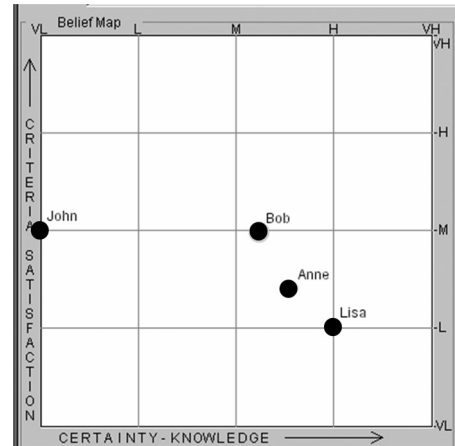 Belief Map
VL L M H VH
VH
H
M
L
VL
CRITERIA SATISFACTION
John
Bob
Anne
Lisa
CERTAINTY - KNOWLEDGE